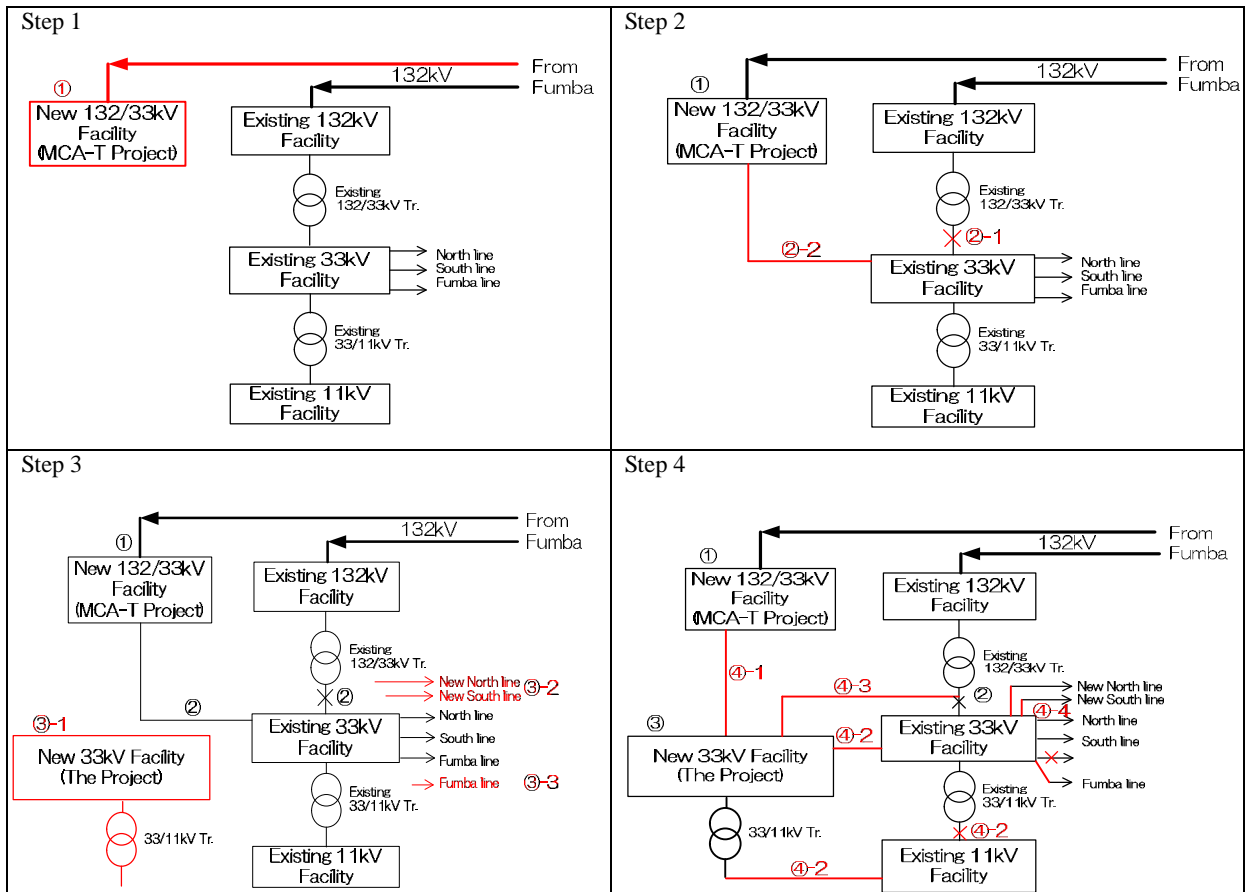 Step 1
From
132kV
Fumba
①
New 132/33kV
Facility
(MCA-T Project)
Existing 132kV
Facility
Existing
132/33kV Tr.
Existing 33kV
Facility
North line
South line
Fumba line
Existing
33/11kV Tr.
Existing 11kV
Facility
Step 2
From
132kV
Fumba
①
New 132/33kV
Facility
(MCA-T Project)
Existing 132kV
Facility
Existing
132/33kV Tr.
②-1
②-2
Existing 33kV
Facility
North line
South line
Fumba line
Existing
33/11kV Tr.
Existing 11kV
Facility
Step 3
From
132kV
Fumba
①
New 132/33kV
Facility
(MCA-T Project)
Existing 132kV
Facility
Existing
132/33kV Tr.
New North line
New South line
③-2
②
②
North line
South line
Fumba line
Existing 33kV
Facility
③-1
New 33kV Facility
(The Project)
Fumba line
③-3
Existing
33/11kV Tr.
33/11kV Tr.
Existing 11kV
Facility
Step 4
From
132kV
Fumba
①
New 132/33kV
Facility
(MCA-T Project)
Existing 132kV
Facility
Existing
132/33kV Tr.
④-1
④-3
②
New North line
New South line
④-4
North line
South line
③
New 33kV Facility
(The Project)
④-2
Existing 33kV
Facility
Fumba line
Existing
33/11kV Tr.
33/11kV Tr.
④-2
④-2
Existing 11kV
Facility